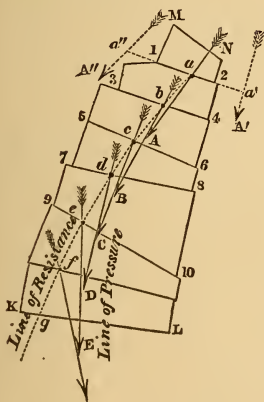 M
N
a''
1
A''
a
2
a'
3
b
4
A'
5
c
A
6
7
d
B
8
9
e
C
10
f
D
K
g
E
L
Line of Resistance
Line of Pressure